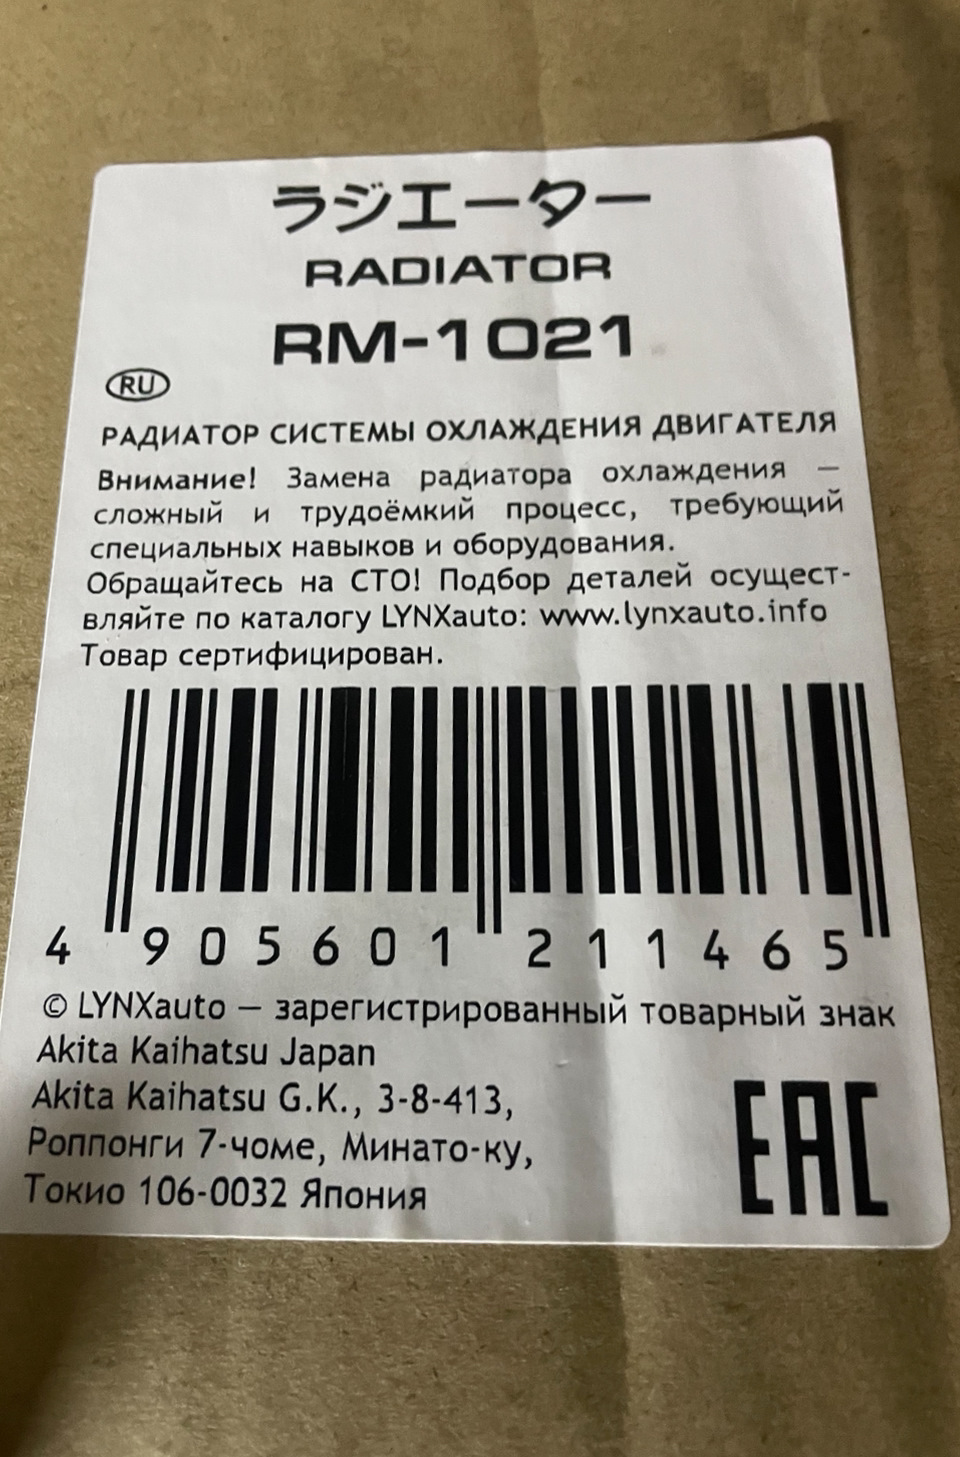 ラジエーター
RADIATOR
RM-1021
RU
РАДИАТОР СИСТЕМЫ ОХЛАЖДЕНИЯ ДВИГАТЕЛЯ
Внимание! Замена радиатора охлаждения —
сложный и трудоёмкий процесс, требующий
специальных навыков и оборудования.
Обращайтесь на СТО! Подбор деталей осущест-
вляйте по каталогу LYNXauto: www.lynxauto.info
Товар сертифицирован.
4 905601 211465
© LYNXauto — зарегистрированный товарный знак
Akita Kaihatsu Japan
Akita Kaihatsu G.K., 3-8-413,
Роппонги 7-чоме, Минато-ку,
Токио 106-0032 Япония
EAC